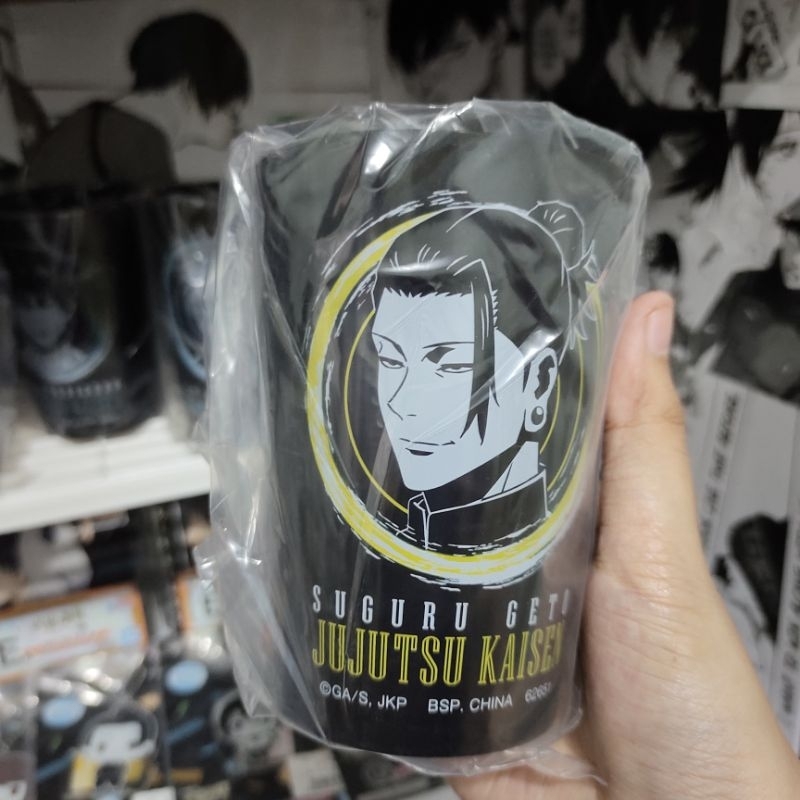 SUGURU GETO
JUJUTSU KAISEN
©GA/S, JKP BSP, CHINA